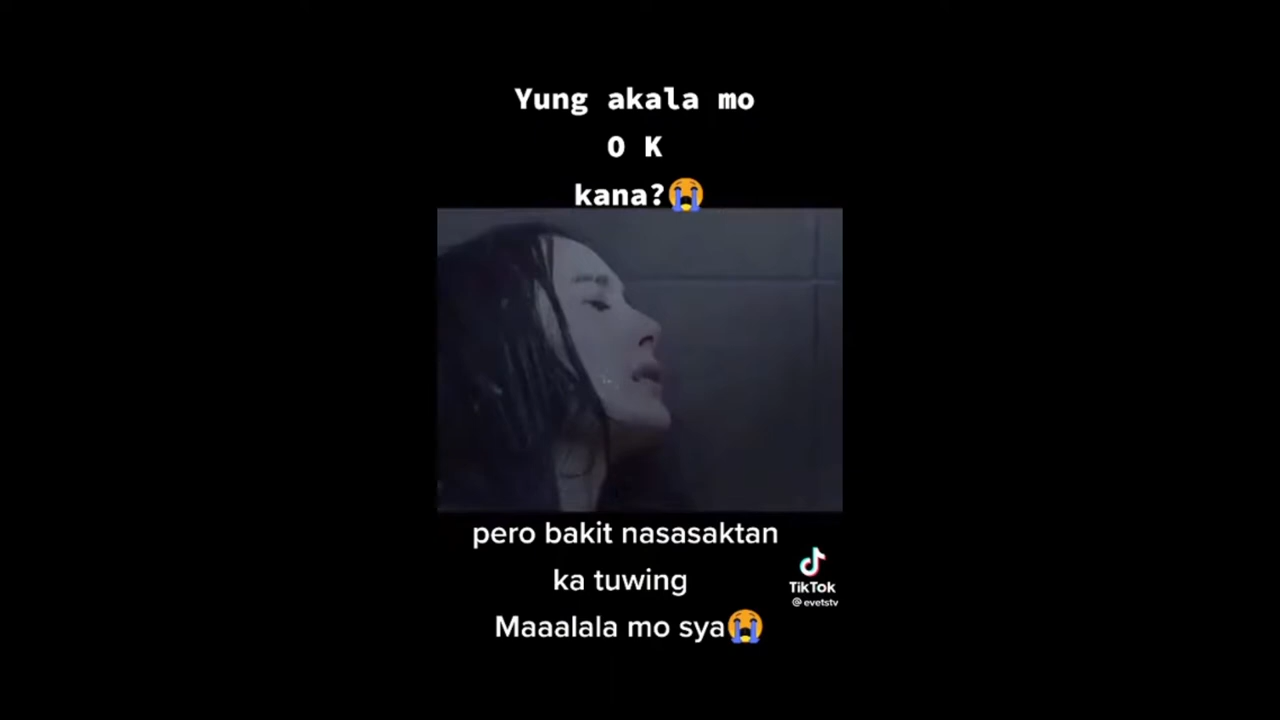 Yung akala mo
O K
kana?😭
pero bakit nasasaktan
ka tuwing
Maaalala mo sya😭
TikTok
@evetstv